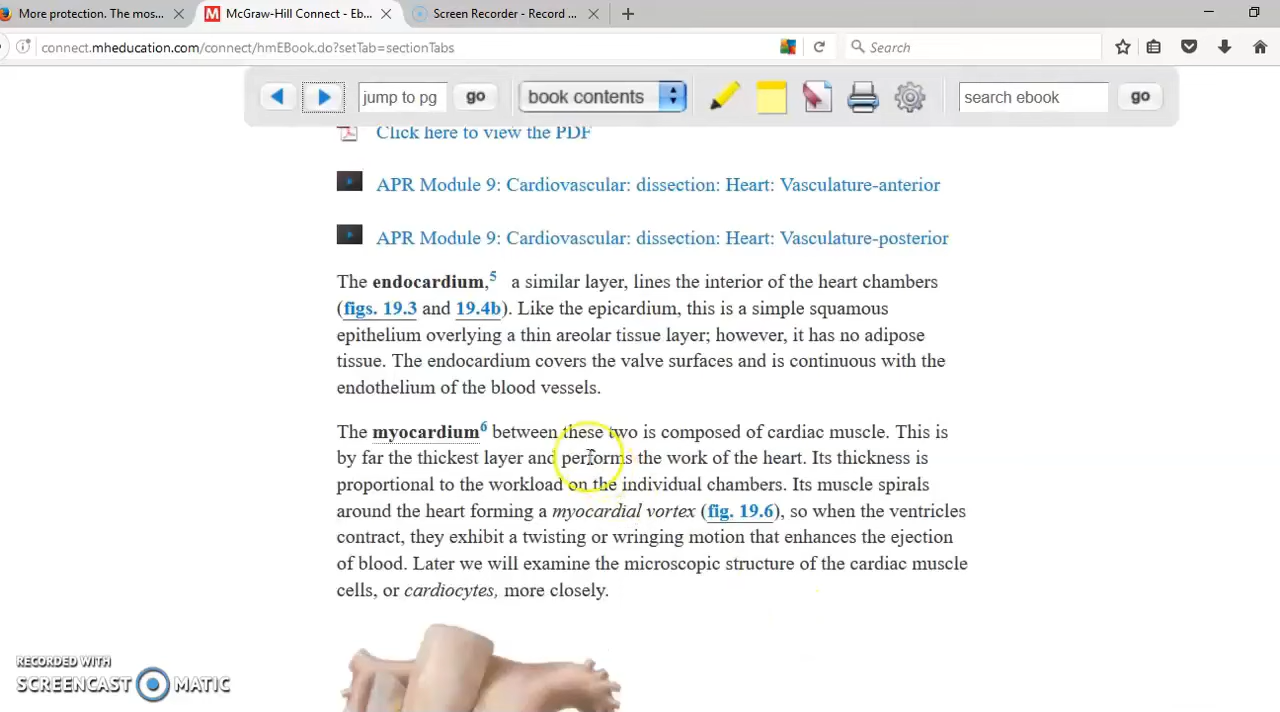 More protection. The mos...
McGraw-Hill Connect - Eb...
Screen Recorder - Record ...
connect.mheducation.com/connect/hmEBook.do?setTab=sectionTabs
Search
jump to pg
go
book contents
search ebook
go
Click here to view the PDF
APR Module 9: Cardiovascular: dissection: Heart: Vasculature-anterior
APR Module 9: Cardiovascular: dissection: Heart: Vasculature-posterior
The endocardium,5 a similar layer, lines the interior of the heart chambers
(figs. 19.3 and 19.4b). Like the epicardium, this is a simple squamous
epithelium overlying a thin areolar tissue layer; however, it has no adipose
tissue. The endocardium covers the valve surfaces and is continuous with the
endothelium of the blood vessels.
The myocardium6 between these two is composed of cardiac muscle. This is
by far the thickest layer and performs the work of the heart. Its thickness is
proportional to the workload on the individual chambers. Its muscle spirals
around the heart forming a myocardial vortex (fig. 19.6), so when the ventricles
contract, they exhibit a twisting or wringing motion that enhances the ejection
of blood. Later we will examine the microscopic structure of the cardiac muscle
cells, or cardiocytes, more closely.
RECORDED WITH
SCREENCAST MATIC